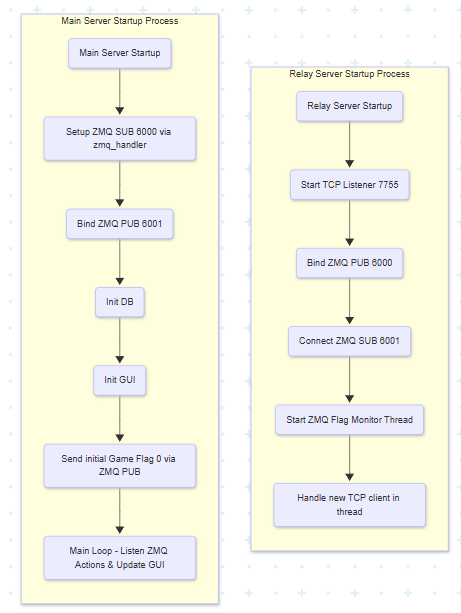 Main Server Startup Process
Main Server Startup
Setup ZMQ SUB 6000 via
zmq_handler
Bind ZMQ PUB 6001
Init DB
Init GUI
Send initial Game Flag 0 via
ZMQ PUB
Main Loop - Listen ZMQ
Actions & Update GUI
Relay Server Startup Process
Relay Server Startup
Start TCP Listener 7755
Bind ZMQ PUB 6000
Connect ZMQ SUB 6001
Start ZMQ Flag Monitor Thread
Handle new TCP client in
thread